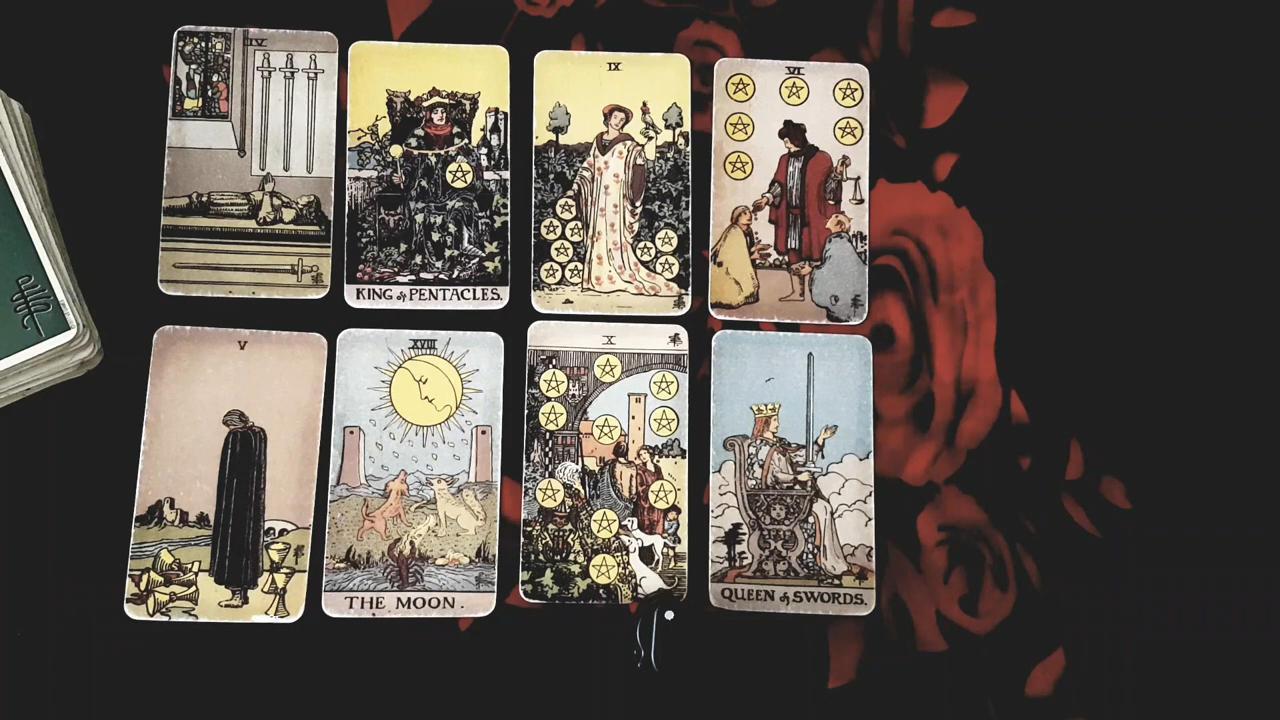 IV
KING of PENTACLES.
IX
VI
V
XVIII
THE MOON.
X
QUEEN of SWORDS.